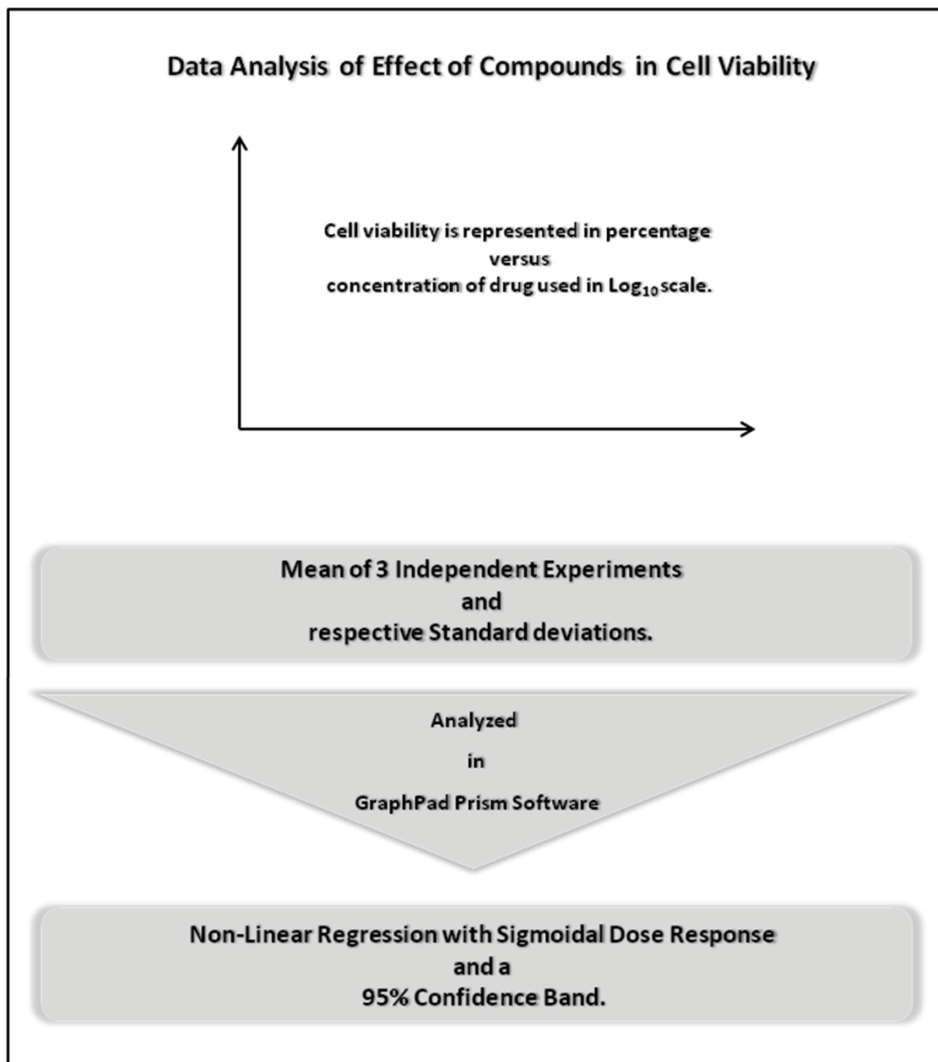 Data Analysis of Effect of Compounds in Cell Viability
Cell viability is represented in percentage
versus
concentration of drug used in Log₁₀ scale.
Mean of 3 Independent Experiments
and
respective Standard deviations.
Analyzed
in
GraphPad Prism Software
Non-Linear Regression with Sigmoidal Dose Response
and a
95% Confidence Band.